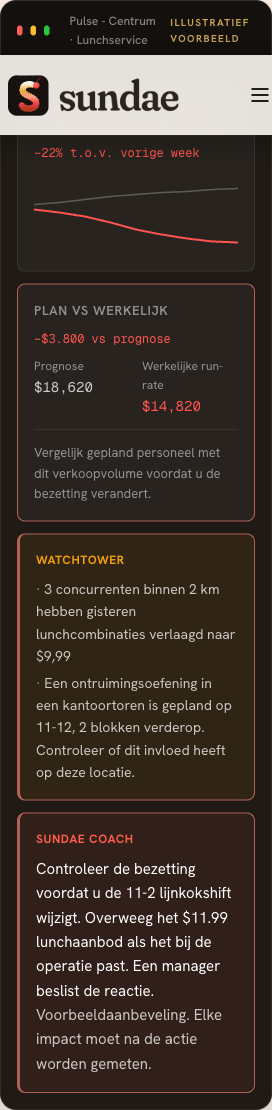 Pulse - Centrum
· Lunchservice
ILLUSTRATIEF
VOORBEELD
sundae
-22% t.o.v. vorige week
PLAN VS WERKELIJK
-$3.800 vs prognose
Prognose
$18,620
Werkelijke run-
rate
$14,820
Vergelijk gepland personeel met
dit verkoopvolume voordat u de
bezetting verandert.
WATCHTOWER
· 3 concurrenten binnen 2 km
hebben gisteren
lunchcombinaties verlaagd naar
$9,99
· Een ontruimingsoefening in
een kantoortoren is gepland op
11-12, 2 blokken verderop.
Controleer of dit invloed heeft
op deze locatie.
SUNDAE COACH
Controleer de bezetting
voordat u de 11-2 lijnkokshift
wijzigt. Overweeg het $11.99
lunchaanbod als het bij de
operatie past. Een manager
beslist de reactie.
Voorbeeldaanbeveling. Elke
impact moet na de actie
worden gemeten.